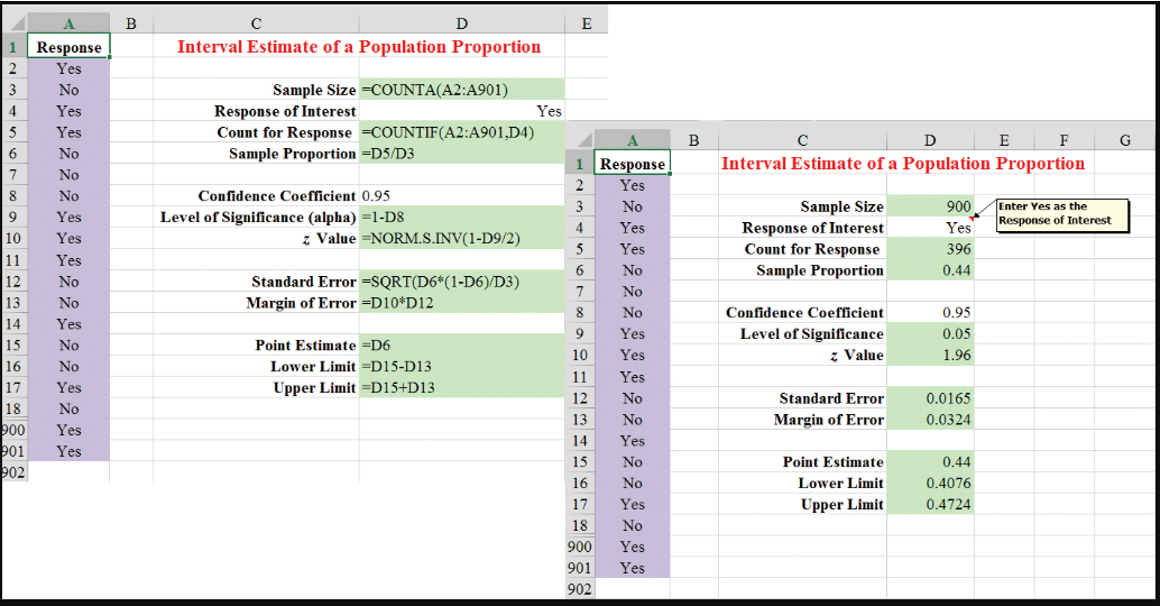 A B C D E
1 Response Interval Estimate of a Population Proportion
2 Yes
3 No Sample Size =COUNTA(A2:A901)
4 Yes Response of Interest Yes
5 Yes Count for Response =COUNTIF(A2:A901,D4)
6 No Sample Proportion =D5/D3
7 No
8 No Confidence Coefficient 0.95
9 Yes Level of Significance (alpha) =1-D8
10 Yes z Value =NORM.S.INV(1-D9/2)
11 Yes
12 No Standard Error =SQRT(D6*(1-D6)/D3)
13 No Margin of Error =D10*D12
14 Yes
15 No Point Estimate =D6
16 No Lower Limit =D15-D13
17 Yes Upper Limit =D15+D13
18 No
900 Yes
901 Yes
902
A B C D E F G
1 Response Interval Estimate of a Population Proportion
2 Yes
3 No Sample Size 900 Enter Yes as the
4 Yes Response of Interest Yes Response of Interest
5 Yes Count for Response 396
6 No Sample Proportion 0.44
7 No
8 No Confidence Coefficient 0.95
9 Yes Level of Significance 0.05
10 Yes z Value 1.96
11 Yes
12 No Standard Error 0.0165
13 No Margin of Error 0.0324
14 Yes
15 No Point Estimate 0.44
16 No Lower Limit 0.4076
17 Yes Upper Limit 0.4724
18 No
900 Yes
901 Yes
902